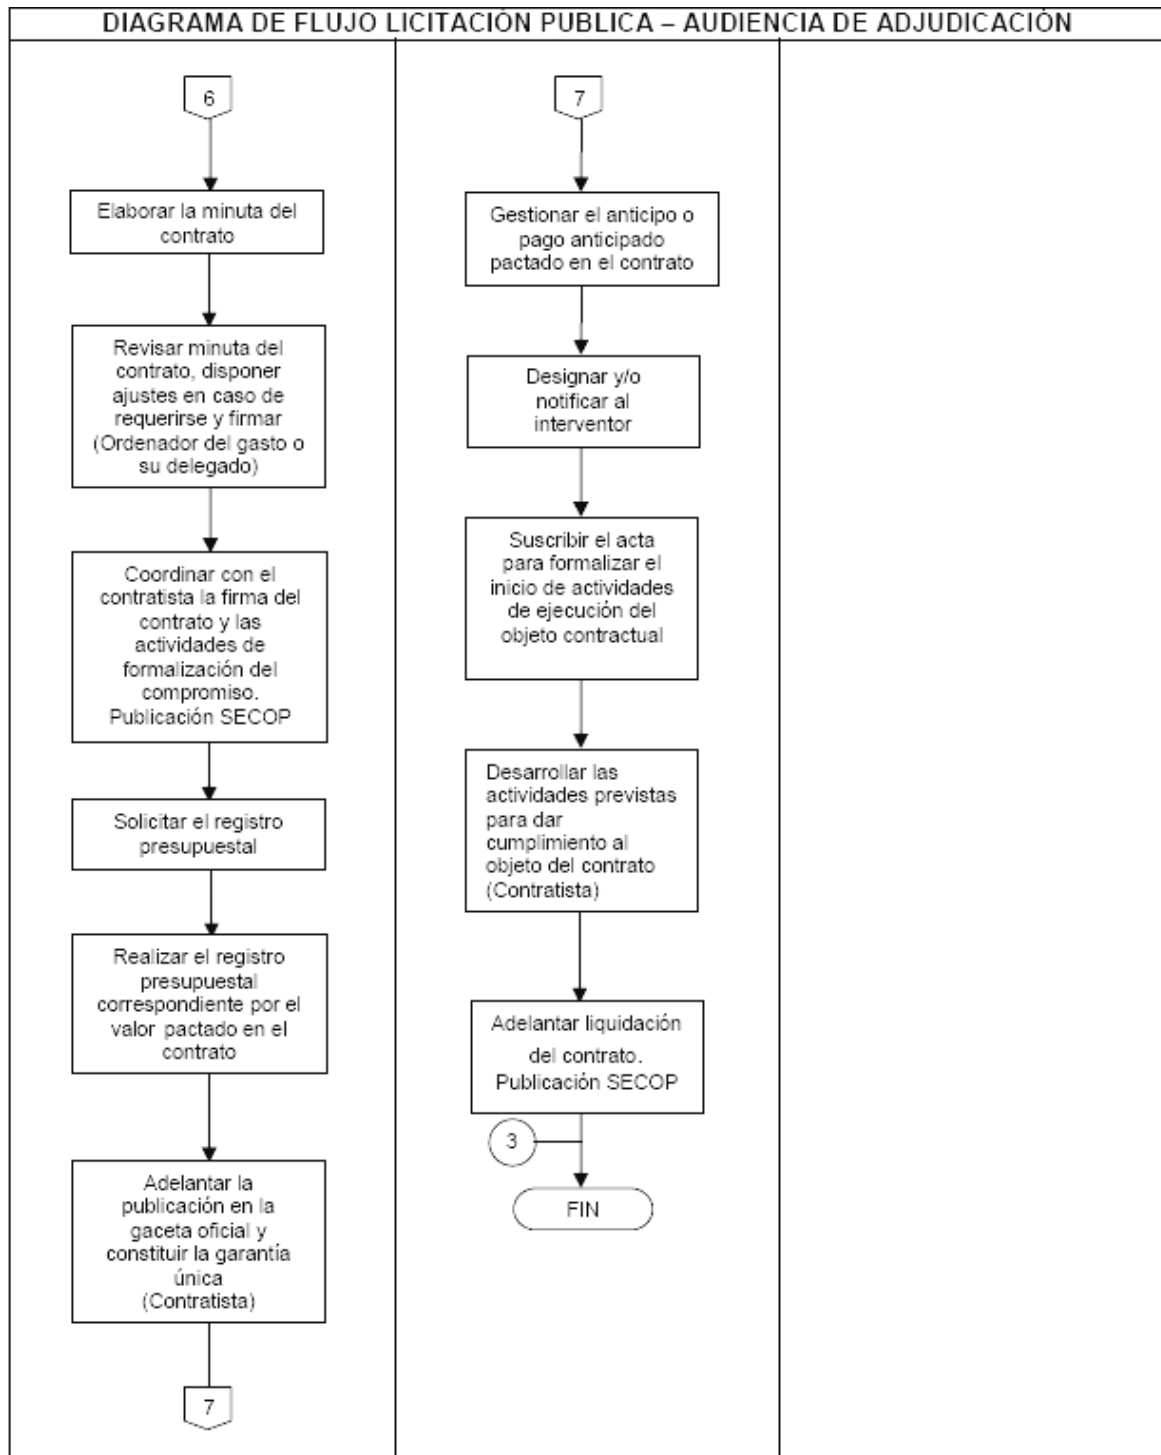 DIAGRAMA DE FLUJO LICITACIÓN PUBLICA – AUDIENCIA DE ADJUDICACIÓN
6
Elaborar la minuta del
contrato
Revisar minuta del
contrato, disponer
ajustes en caso de
requerirse y firmar
(Ordenador del gasto o
su delegado)
Coordinar con el
contratista la firma del
contrato y las
actividades de
formalización del
compromiso.
Publicación SECOP
Solicitar el registro
presupuestal
Realizar el registro
presupuestal
correspondiente por el
valor pactado en el
contrato
Adelantar la
publicación en la
gaceta oficial y
constituir la garantía
única
(Contratista)
7
7
Gestionar el anticipo o
pago anticipado
pactado en el contrato
Designar y/o
notificar al
interventor
Suscribir el acta
para formalizar el
inicio de actividades
de ejecución del
objeto contractual
Desarrollar las
actividades previstas
para dar
cumplimiento al
objeto del contrato
(Contratista)
Adelantar liquidación
del contrato.
Publicación SECOP
3
FIN